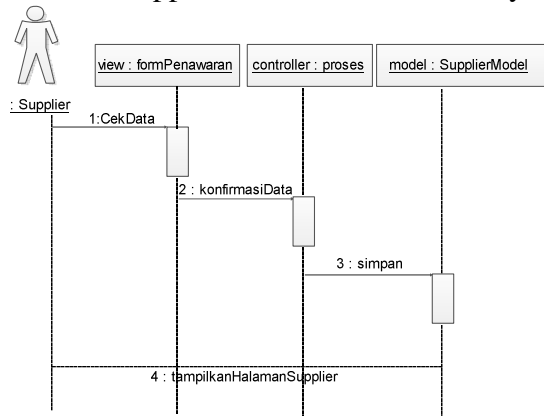 view : formPenawaran
controller : proses
model : SupplierModel
: Supplier
1:CekData
2 : konfirmasiData
3 : simpan
4 : tampilkanHalamanSupplier